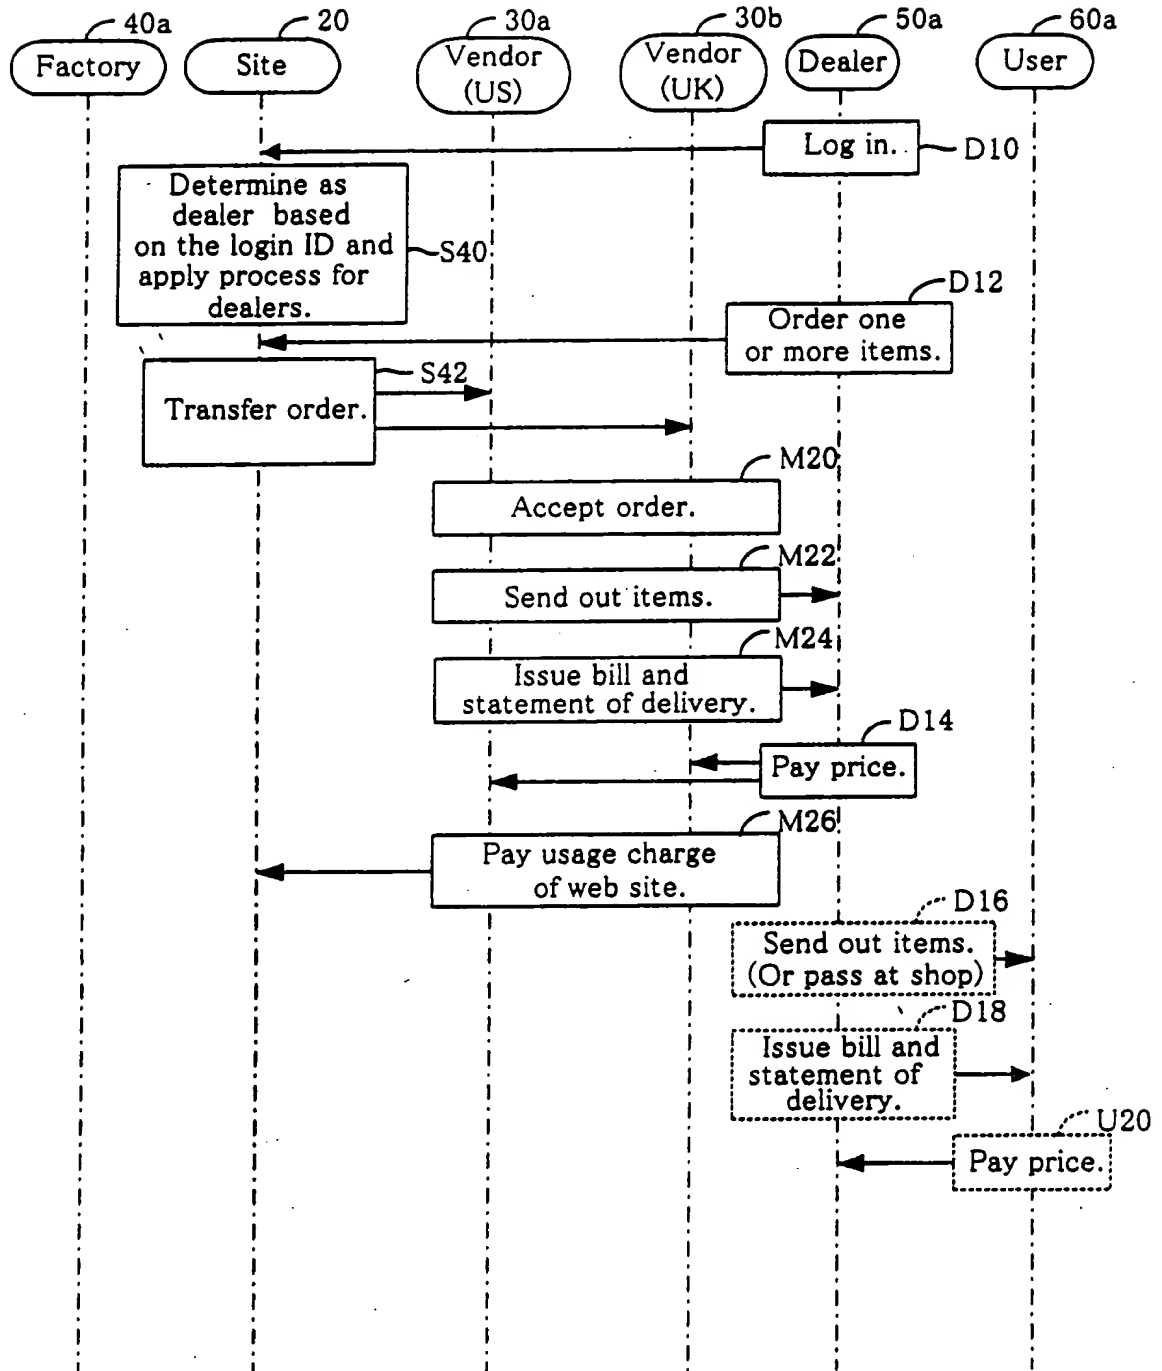 40a
20
30a
30b
50a
60a
Factory
Site
Vendor
(US)
Vendor
(UK)
Dealer
User
Log in.
D10
Determine as
dealer based
on the login ID and
apply process for
dealers.
S40
D12
Order one
or more items.
S42
Transfer order.
M20
Accept order.
M22
Send out items.
M24
Issue bill and
statement of delivery.
D14
Pay price.
M26
Pay usage charge
of web site.
D16
Send out items.
(Or pass at shop)
D18
Issue bill and
statement of
delivery.
U20
Pay price.